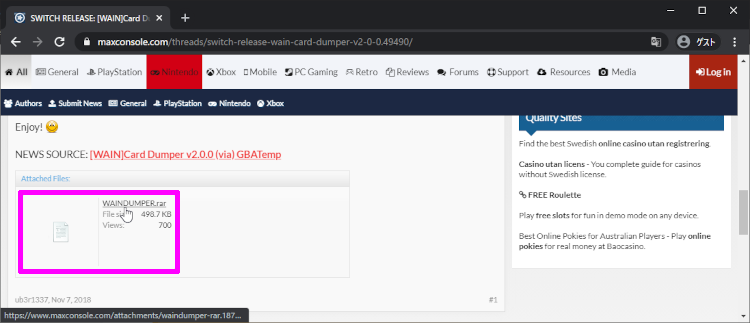 SWITCH RELEASE: [WAIN]Card Du
maxconsole.com/threads/switch-release-wain-card-dumper-v2-0-0.49490/
ゲスト
All General PlayStation Nintendo Xbox Mobile PC Gaming Retro Reviews Forums Support Downloads Resources Media Log in
Authors Submit News General PlayStation Nintendo Xbox
Enjoy!
NEWS SOURCE: [WAIN]Card Dumper v2.0.0 (via) GBATemp
Attached Files:
WAINDUMPER.rar
File si 498.7 KB
Views: 700
ub3r1337, Nov 7, 2018 #1
Quality Sites
Find the best Swedish online casino utan registrering.
Casino utan licens - You complete guide for casinos
without Swedish license.
FREE Roulette
Play free slots for fun in demo mode on any device.
Best Online Pokies for Australian Players - Play online
pokies for real money at Baocasino.
https://www.maxconsole.com/attachments/waindumper-rar.187...